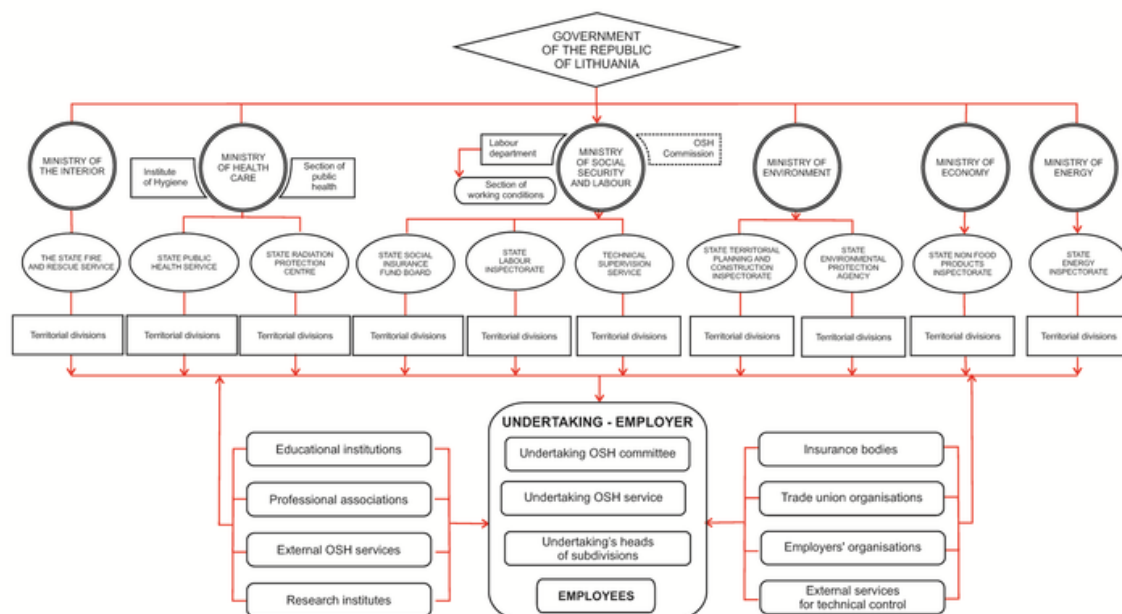 GOVERNMENT
OF THE REPUBLIC
OF LITHUANIA
MINISTRY OF
THE INTERIOR
Institute
of Hygiene
MINISTRY
OF HEALTH
CARE
Section of
public
health
Labour
department
Section of
working conditions
MINISTRY
OF SOCIAL
SECURITY
AND LABOUR
OSH
Commission
MINISTRY OF
ENVIRONMENT
MINISTRY OF
ECONOMY
MINISTRY OF
ENERGY
THE STATE FIRE
AND RESCUE SERVICE
STATE PUBLIC
HEALTH SERVICE
STATE RADIATION
PROTECTION
CENTRE
STATE SOCIAL
INSURANCE
FUND BOARD
STATE
LABOUR
INSPECTORATE
TECHNICAL
SUPERVISION
SERVICE
STATE TERRITORIAL
PLANNING AND
CONSTRUCTION
INSPECTORATE
STATE
ENVIRONMENTAL
PROTECTION
AGENCY
STATE NON FOOD
PRODUCTS
INSPECTORATE
STATE
ENERGY
INSPECTORATE
Territorial divisions
Territorial divisions
Territorial divisions
Territorial divisions
Territorial divisions
Territorial divisions
Territorial divisions
Territorial divisions
Territorial divisions
Territorial divisions
Educational institutions
Professional associations
External OSH services
Research institutes
UNDERTAKING - EMPLOYER
Undertaking OSH committee
Undertaking OSH service
Undertaking's heads
of subdivisions
EMPLOYEES
Insurance bodies
Trade union organisations
Employers' organisations
External services
for technical control